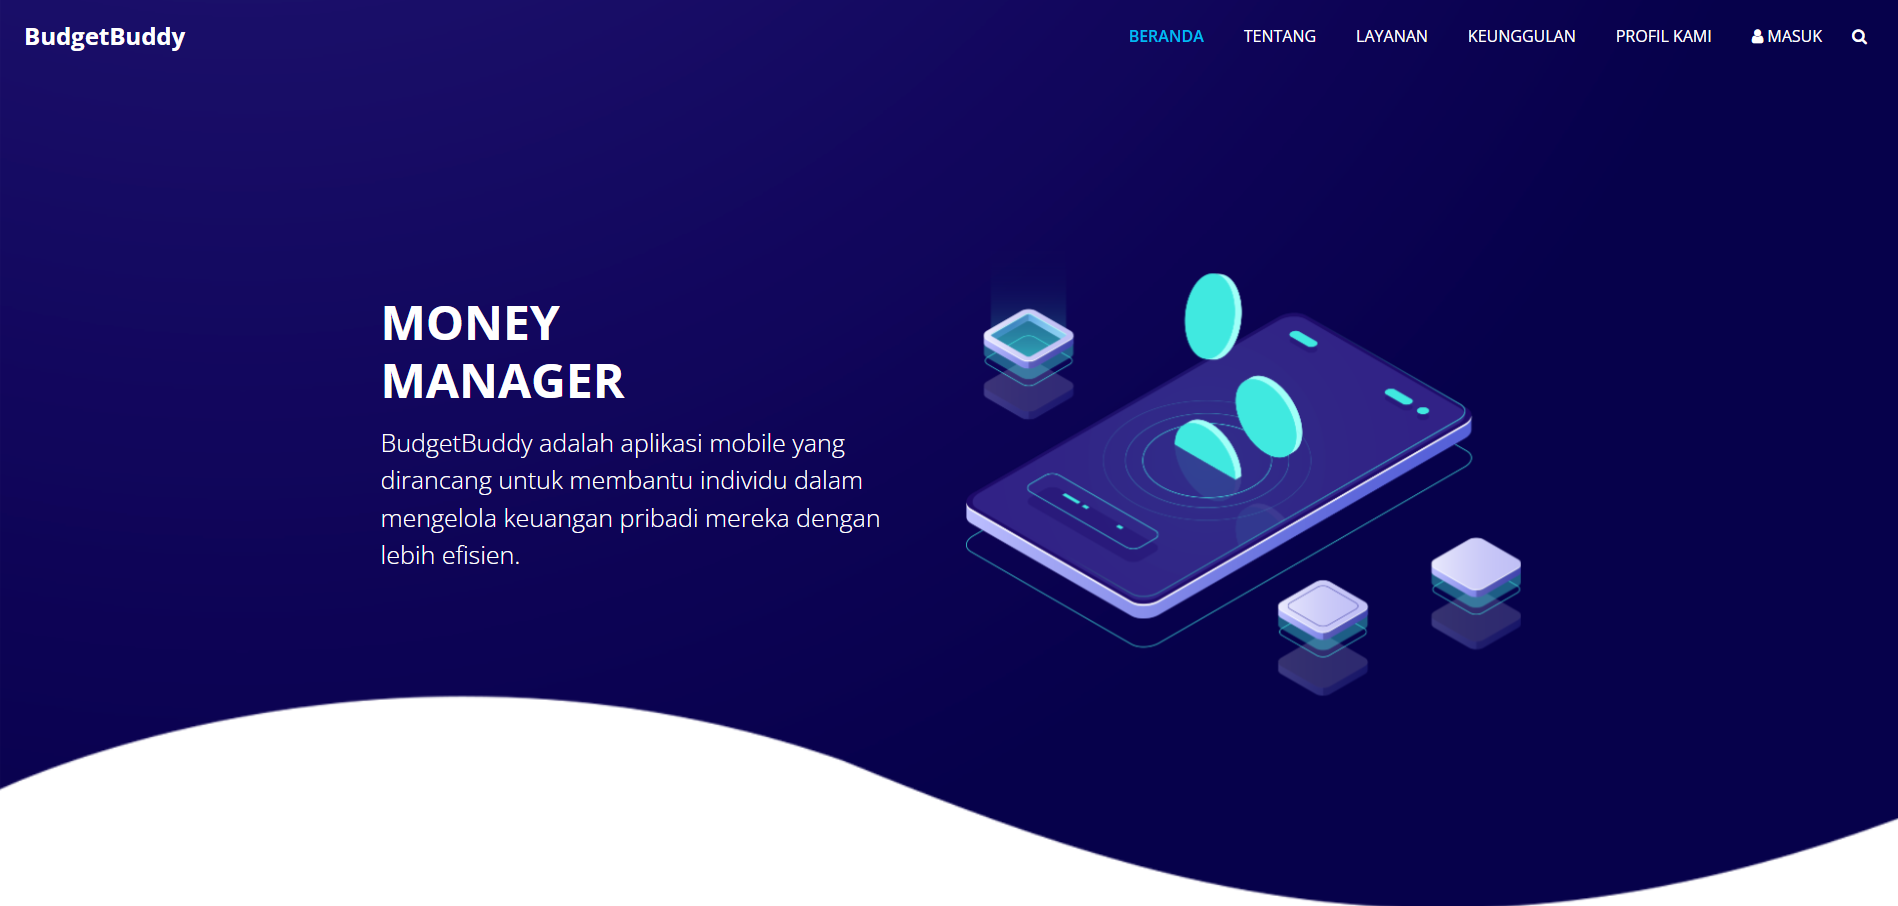 BudgetBuddy
BERANDA TENTANG LAYANAN KEUNGGULAN PROFIL KAMI MASUK
MONEY
MANAGER
BudgetBuddy adalah aplikasi mobile yang
dirancang untuk membantu individu dalam
mengelola keuangan pribadi mereka dengan
lebih efisien.